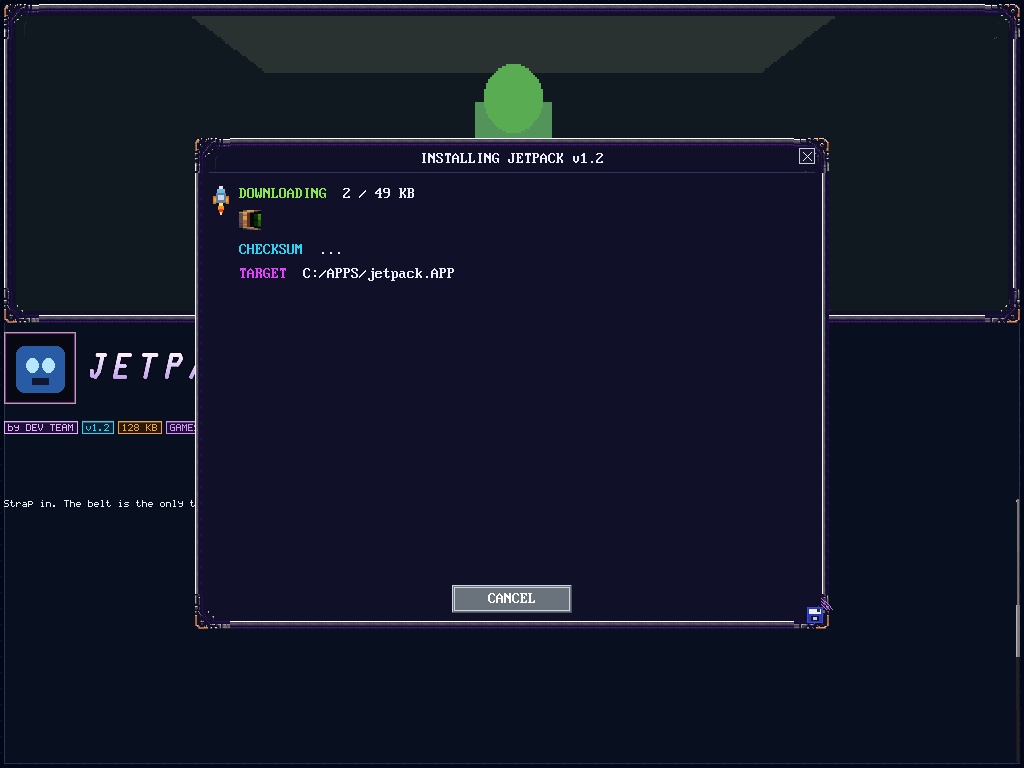 INSTALLING JETPACK v1.2
DOWNLOADING 2 / 49 KB
CHECKSUM ...
TARGET C:/APPS/jetpack.APP
JETP
by DEV TEAM v1.2 128 KB GAMES
Strap in. The belt is the only t
CANCEL